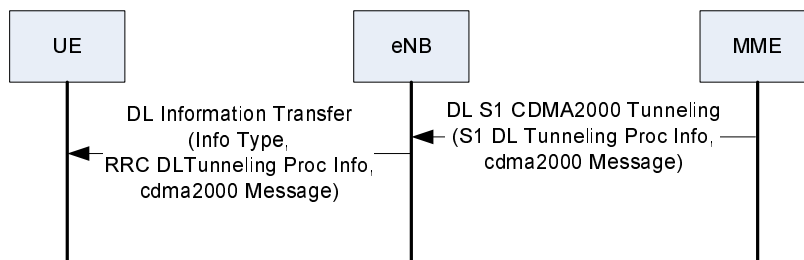 UE
eNB
MME
DL Information Transfer
(Info Type,
RRC DLTunneling Proc Info,
cdma2000 Message)
DL S1 CDMA2000 Tunneling
(S1 DL Tunneling Proc Info,
cdma2000 Message)